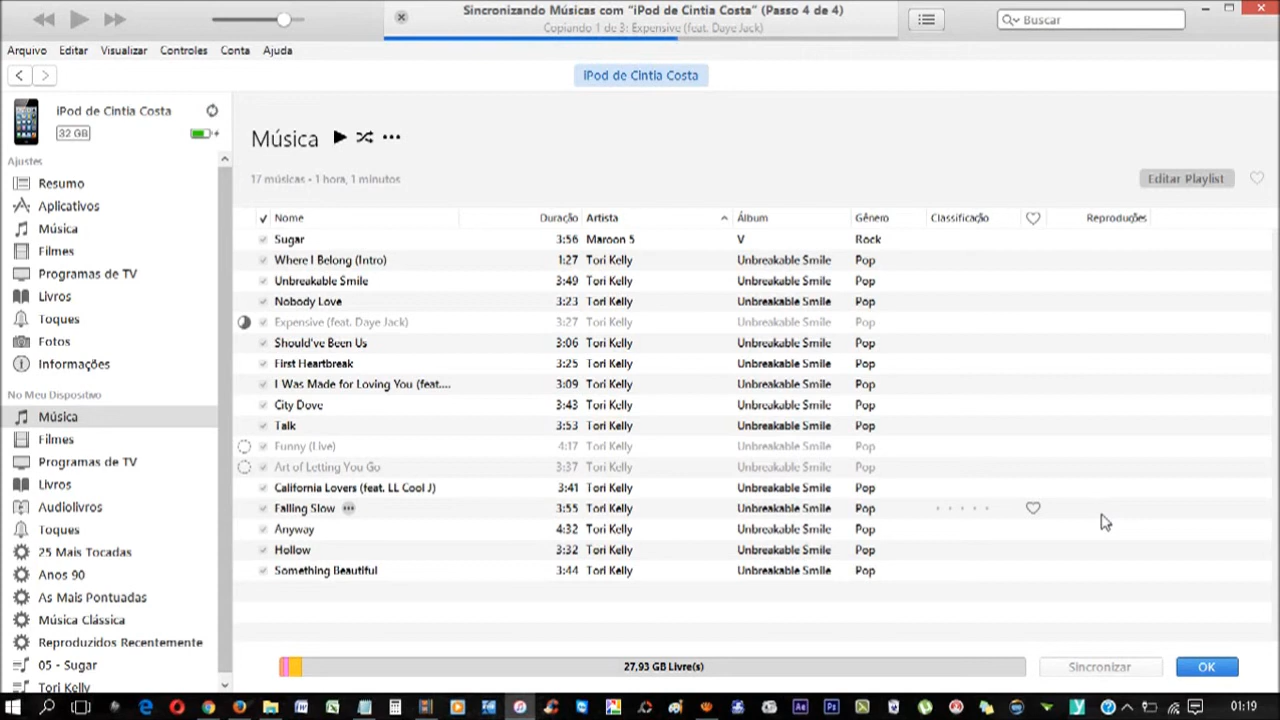 Sincronizando Músicas com “iPod de Cintia Costa” (Passo 4 de 4)
Copiando 1 de 3: Expensive (feat. Daye Jack)
Buscar
Arquivo Editar Visualizar Controles Conta Ajuda
iPod de Cintia Costa
iPod de Cintia Costa
32 GB
Ajustes
Resumo
Aplicativos
Música
Filmes
Programas de TV
Livros
Toques
Fotos
Informações
No Meu Dispositivo
Música
Filmes
Programas de TV
Livros
Audiolivros
Toques
25 Mais Tocadas
Anos 90
As Mais Pontuadas
Música Clássica
Reproduzidos Recentemente
05 - Sugar
Tori Kelly
Música
17 músicas • 1 hora, 1 minutos
Editar Playlist
Nome Duração Artista Álbum Gênero Classificação Reproduções
Sugar 3:56 Maroon 5 V Rock
Where I Belong (Intro) 1:27 Tori Kelly Unbreakable Smile Pop
Unbreakable Smile 3:49 Tori Kelly Unbreakable Smile Pop
Nobody Love 3:23 Tori Kelly Unbreakable Smile Pop
Expensive (feat. Daye Jack) 3:27 Tori Kelly Unbreakable Smile Pop
Should've Been Us 3:06 Tori Kelly Unbreakable Smile Pop
First Heartbreak 3:25 Tori Kelly Unbreakable Smile Pop
I Was Made for Loving You (feat.... 3:09 Tori Kelly Unbreakable Smile Pop
City Dove 3:43 Tori Kelly Unbreakable Smile Pop
Talk 3:53 Tori Kelly Unbreakable Smile Pop
Funny (Live) 4:17 Tori Kelly Unbreakable Smile Pop
Art of Letting You Go 3:37 Tori Kelly Unbreakable Smile Pop
California Lovers (feat. LL Cool J) 3:41 Tori Kelly Unbreakable Smile Pop
Falling Slow 3:55 Tori Kelly Unbreakable Smile Pop
Anyway 4:32 Tori Kelly Unbreakable Smile Pop
Hollow 3:32 Tori Kelly Unbreakable Smile Pop
Something Beautiful 3:44 Tori Kelly Unbreakable Smile Pop
27,93 GB Livre(s)
Sincronizar
OK
Ae Ps
01:19